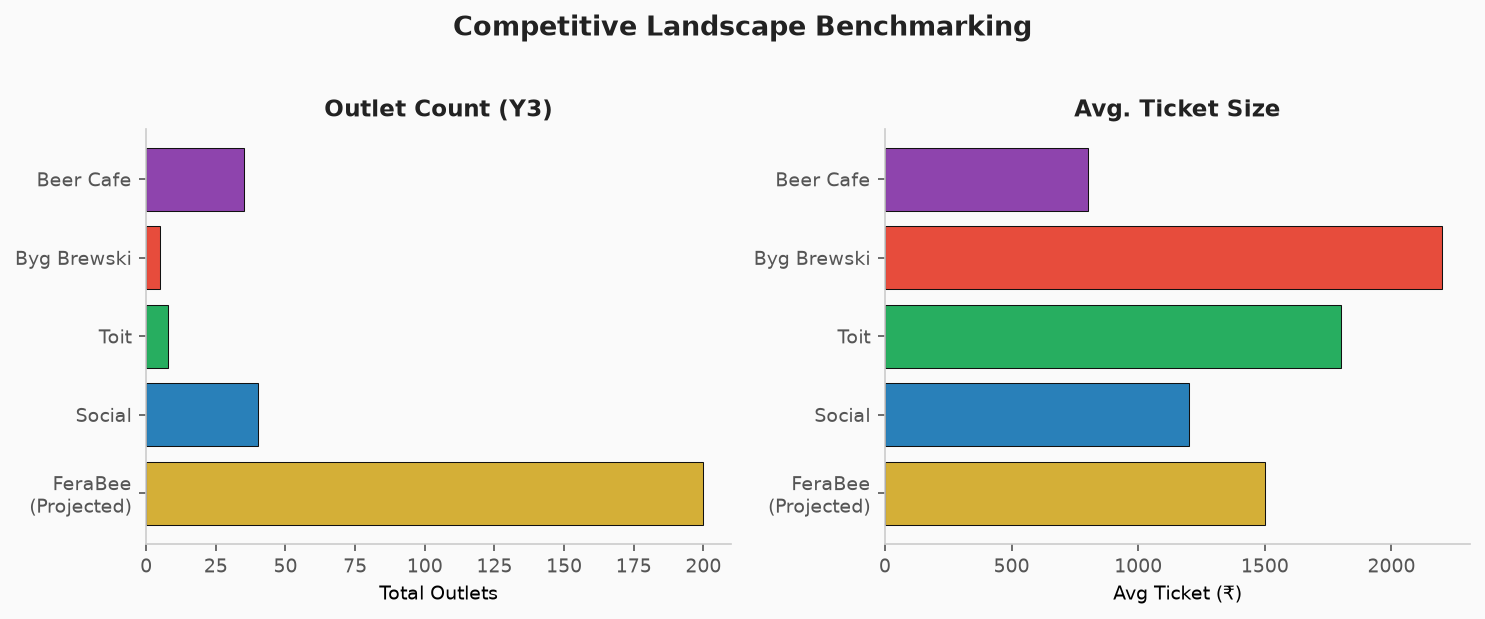 Competitive Landscape Benchmarking
Outlet Count (Y3)
Beer Cafe
Byg Brewski
Toit
Social
FeraBee
(Projected)
0 25 50 75 100 125 150 175 200
Total Outlets
Avg. Ticket Size
Beer Cafe
Byg Brewski
Toit
Social
FeraBee
(Projected)
0 500 1000 1500 2000
Avg Ticket (₹)